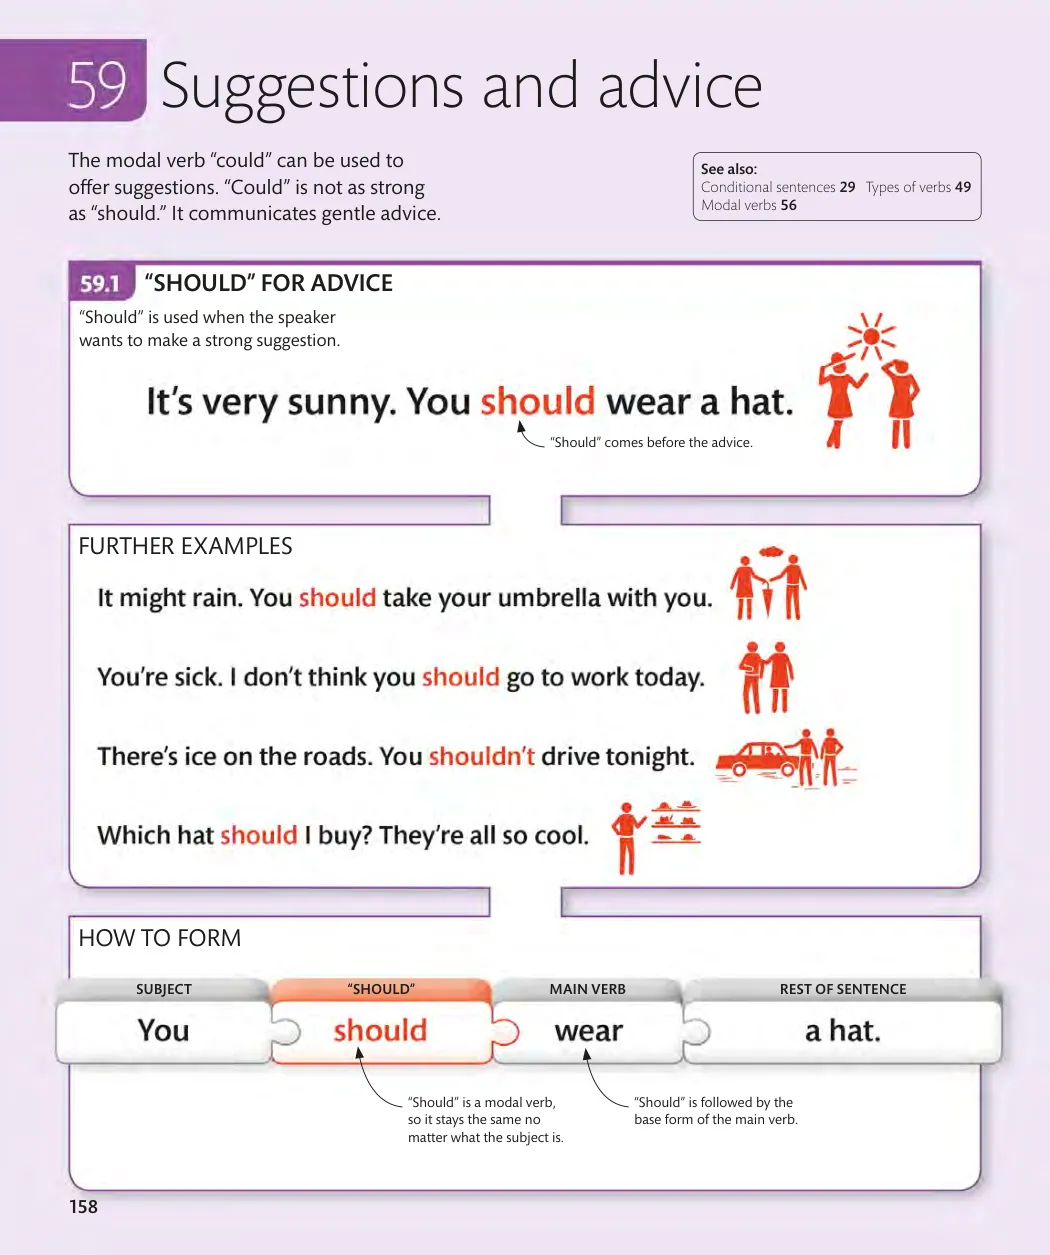 59 Suggestions and advice
The modal verb “could” can be used to
offer suggestions. “Could” is not as strong
as “should.” It communicates gentle advice.
See also:
Conditional sentences 29 Types of verbs 49
Modal verbs 56
59.1 “SHOULD” FOR ADVICE
“Should” is used when the speaker
wants to make a strong suggestion.
It’s very sunny. You should wear a hat.
“Should” comes before the advice.
FURTHER EXAMPLES
It might rain. You should take your umbrella with you.
You’re sick. I don’t think you should go to work today.
There’s ice on the roads. You shouldn’t drive tonight.
Which hat should I buy? They’re all so cool.
HOW TO FORM
SUBJECT “SHOULD” MAIN VERB REST OF SENTENCE
You should wear a hat.
“Should” is a modal verb,
so it stays the same no
matter what the subject is.
“Should” is followed by the
base form of the main verb.
158